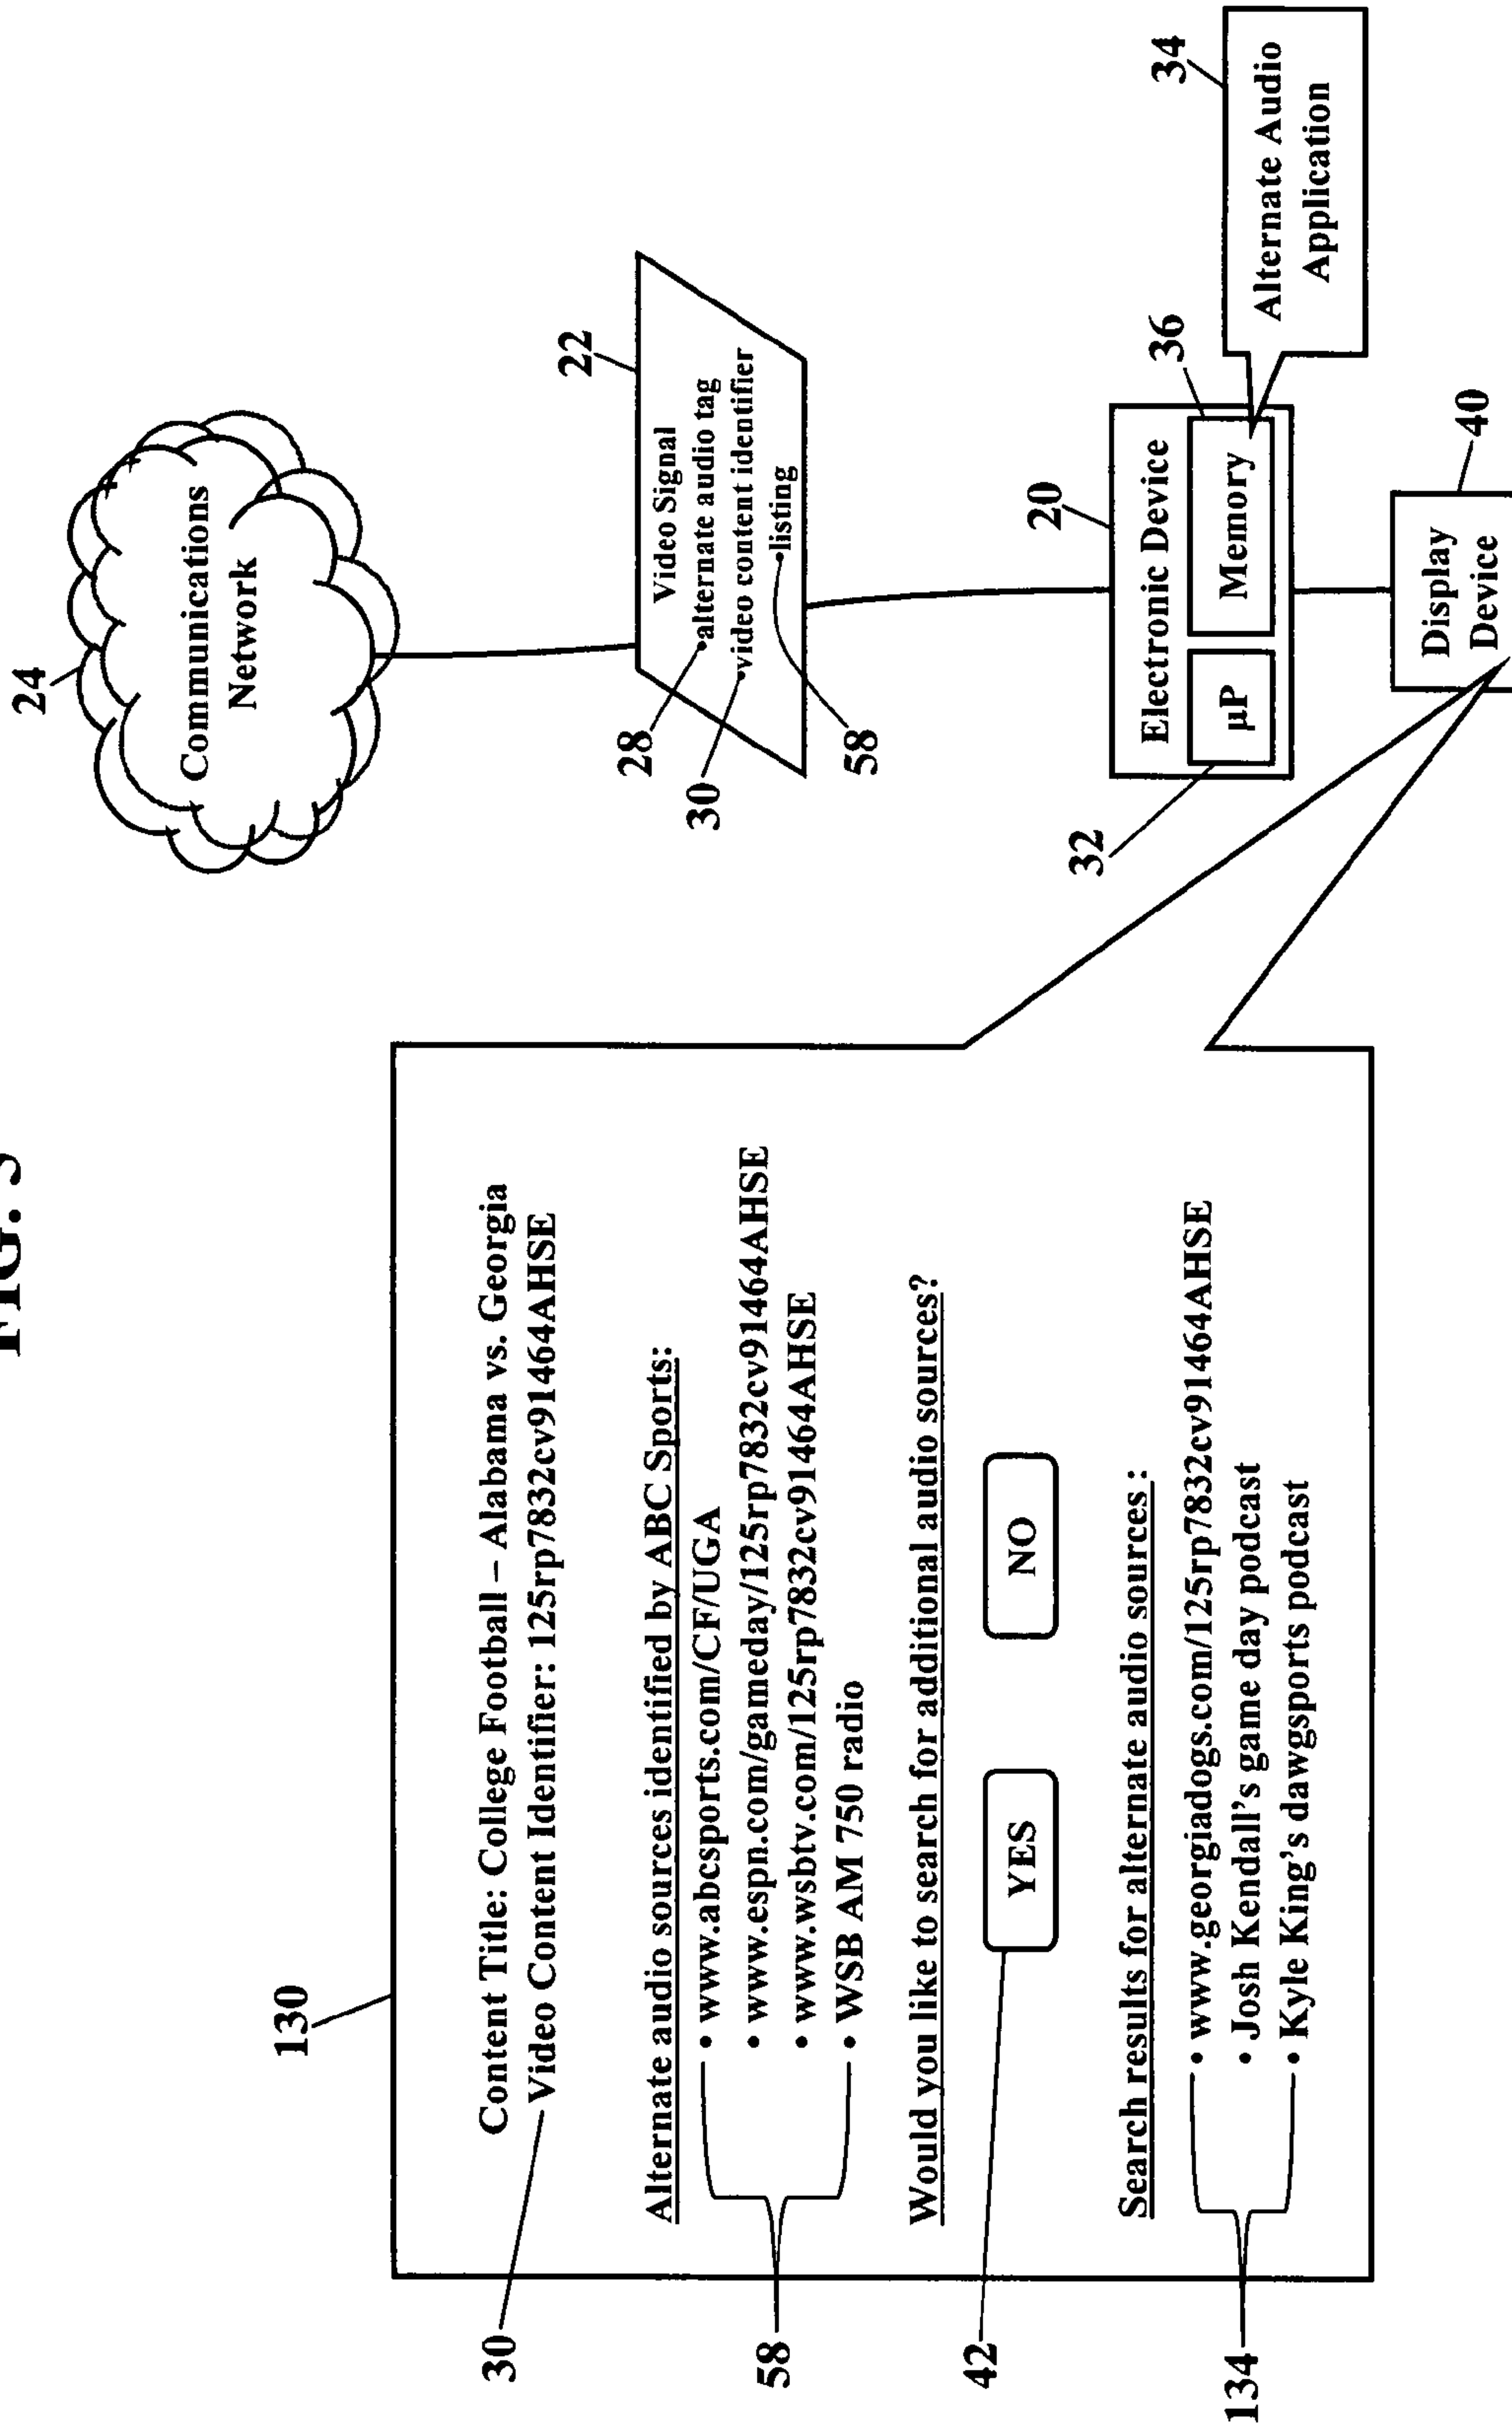 FIG. 5
24
Communications
Network
22
Video Signal
•alternate audio tag
•video content identifier
•listing
28
30
58
20
Electronic Device
µP
Memory
32
36
34
Alternate Audio
Application
40
Display
Device
130
Content Title: College Football – Alabama vs. Georgia
Video Content Identifier: 125rp7832cv91464AHSE
30
Alternate audio sources identified by ABC Sports:
• www.abcsports.com/CF/UGA
• www.espn.com/gameday/125rp7832cv91464AHSE
• www.wsbtv.com/125rp7832cv91464AHSE
• WSB AM 750 radio
58
Would you like to search for additional audio sources?
YES
NO
42
Search results for alternate audio sources :
• www.georgiadogs.com/125rp7832cv91464AHSE
• Josh Kendall's game day podcast
• Kyle King's dawgsports podcast
134